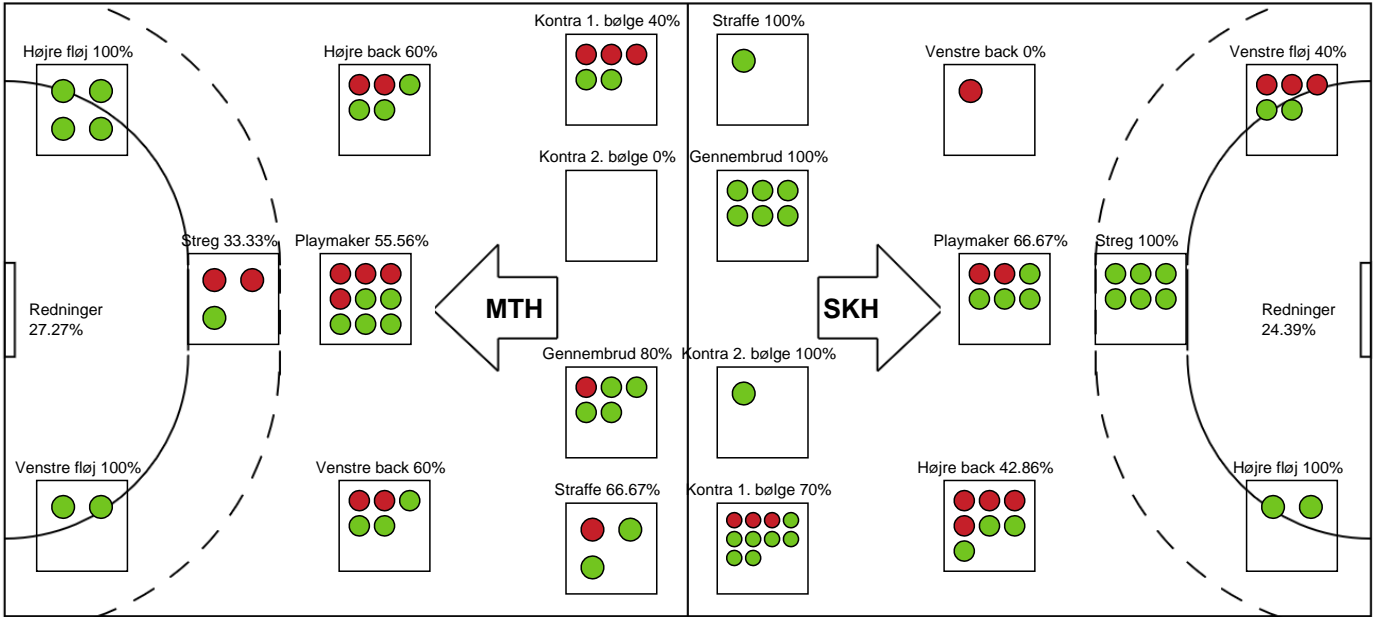 Kontra 1. bølge 40%
Straffe 100%
Højre fløj 100%
Højre back 60%
Venstre back 0%
Venstre fløj 40%
Kontra 2. bølge 0%
Gennembrud 100%
Streg 33.33%
Playmaker 55.56%
Playmaker 66.67%
Streg 100%
Redninger
27.27%
MTH
SKH
Redninger
24.39%
Gennembrud 80%
Kontra 2. bølge 100%
Venstre fløj 100%
Venstre back 60%
Højre back 42.86%
Højre fløj 100%
Straffe 66.67%
Kontra 1. bølge 70%